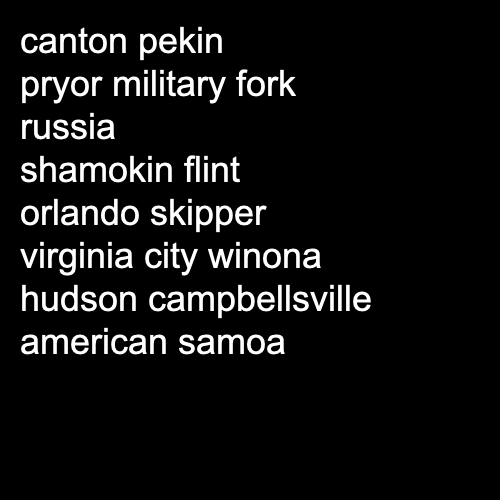 canton pekin
pryor military fork
russia
shamokin flint
orlando skipper
virginia city winona
hudson campbellsville
american samoa